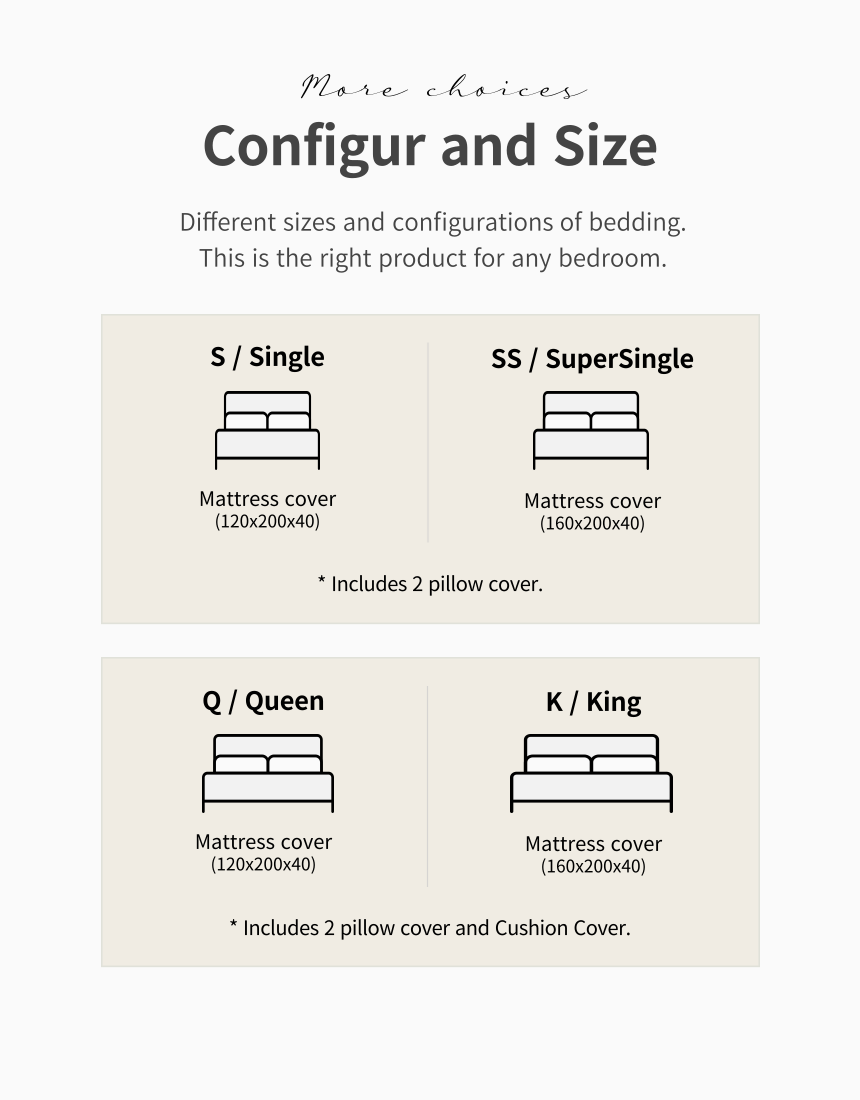 More choices
Configur and Size
Different sizes and configurations of bedding.
This is the right product for any bedroom.
S / Single
Mattress cover
(120x200x40)
SS / SuperSingle
Mattress cover
(160x200x40)
* Includes 2 pillow cover.
Q / Queen
Mattress cover
(120x200x40)
K / King
Mattress cover
(160x200x40)
* Includes 2 pillow cover and Cushion Cover.